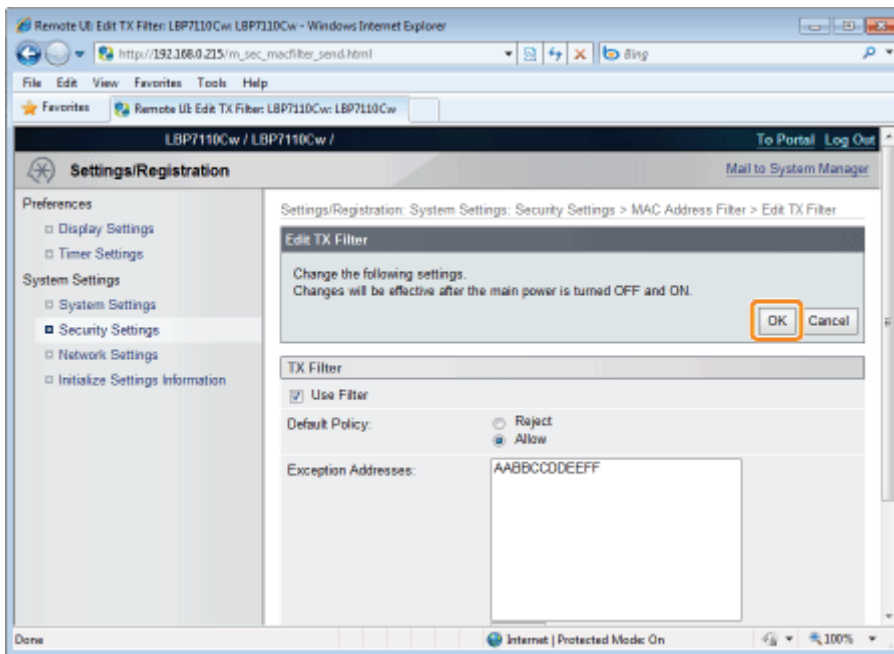 Remote UI: Edit TX Filter: LBP7110Cw: LBP7110Cw - Windows Internet Explorer
http://192.168.0.215/m_sec_macfilter_send.html
Bing
File Edit View Favorites Tools Help
Favorites Remote UI: Edit TX Filter: LBP7110Cw: LBP7110Cw
LBP7110Cw / LBP7110Cw / To Portal Log Out
Settings/Registration Mail to System Manager
Preferences
Display Settings
Timer Settings
System Settings
System Settings
Security Settings
Network Settings
Initialize Settings Information
Settings/Registration: System Settings: Security Settings > MAC Address Filter > Edit TX Filter
Edit TX Filter
Change the following settings.
Changes will be effective after the main power is turned OFF and ON.
OK Cancel
TX Filter
Use Filter
Default Policy: Reject
Allow
Exception Addresses: AABBCCDDEEFF
Done Internet | Protected Mode: On 100%